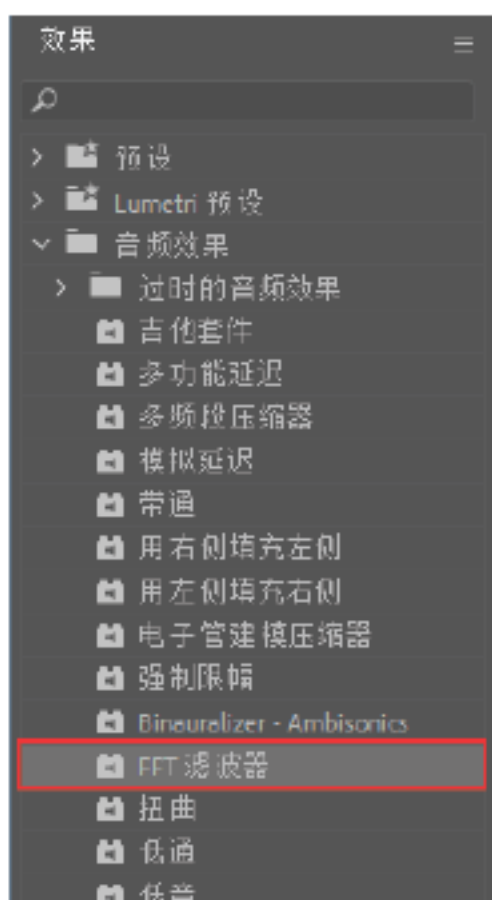 效果
预设
Lumetri 预设
音频效果
过时的音频效果
吉他套件
多功能延迟
多频段压缩器
模拟延迟
带通
用右侧填充左侧
用左侧填充右侧
电子管建模压缩器
强制限幅
Binauralizer - Ambisonics
FFT 滤波器
扭曲
低通
低音